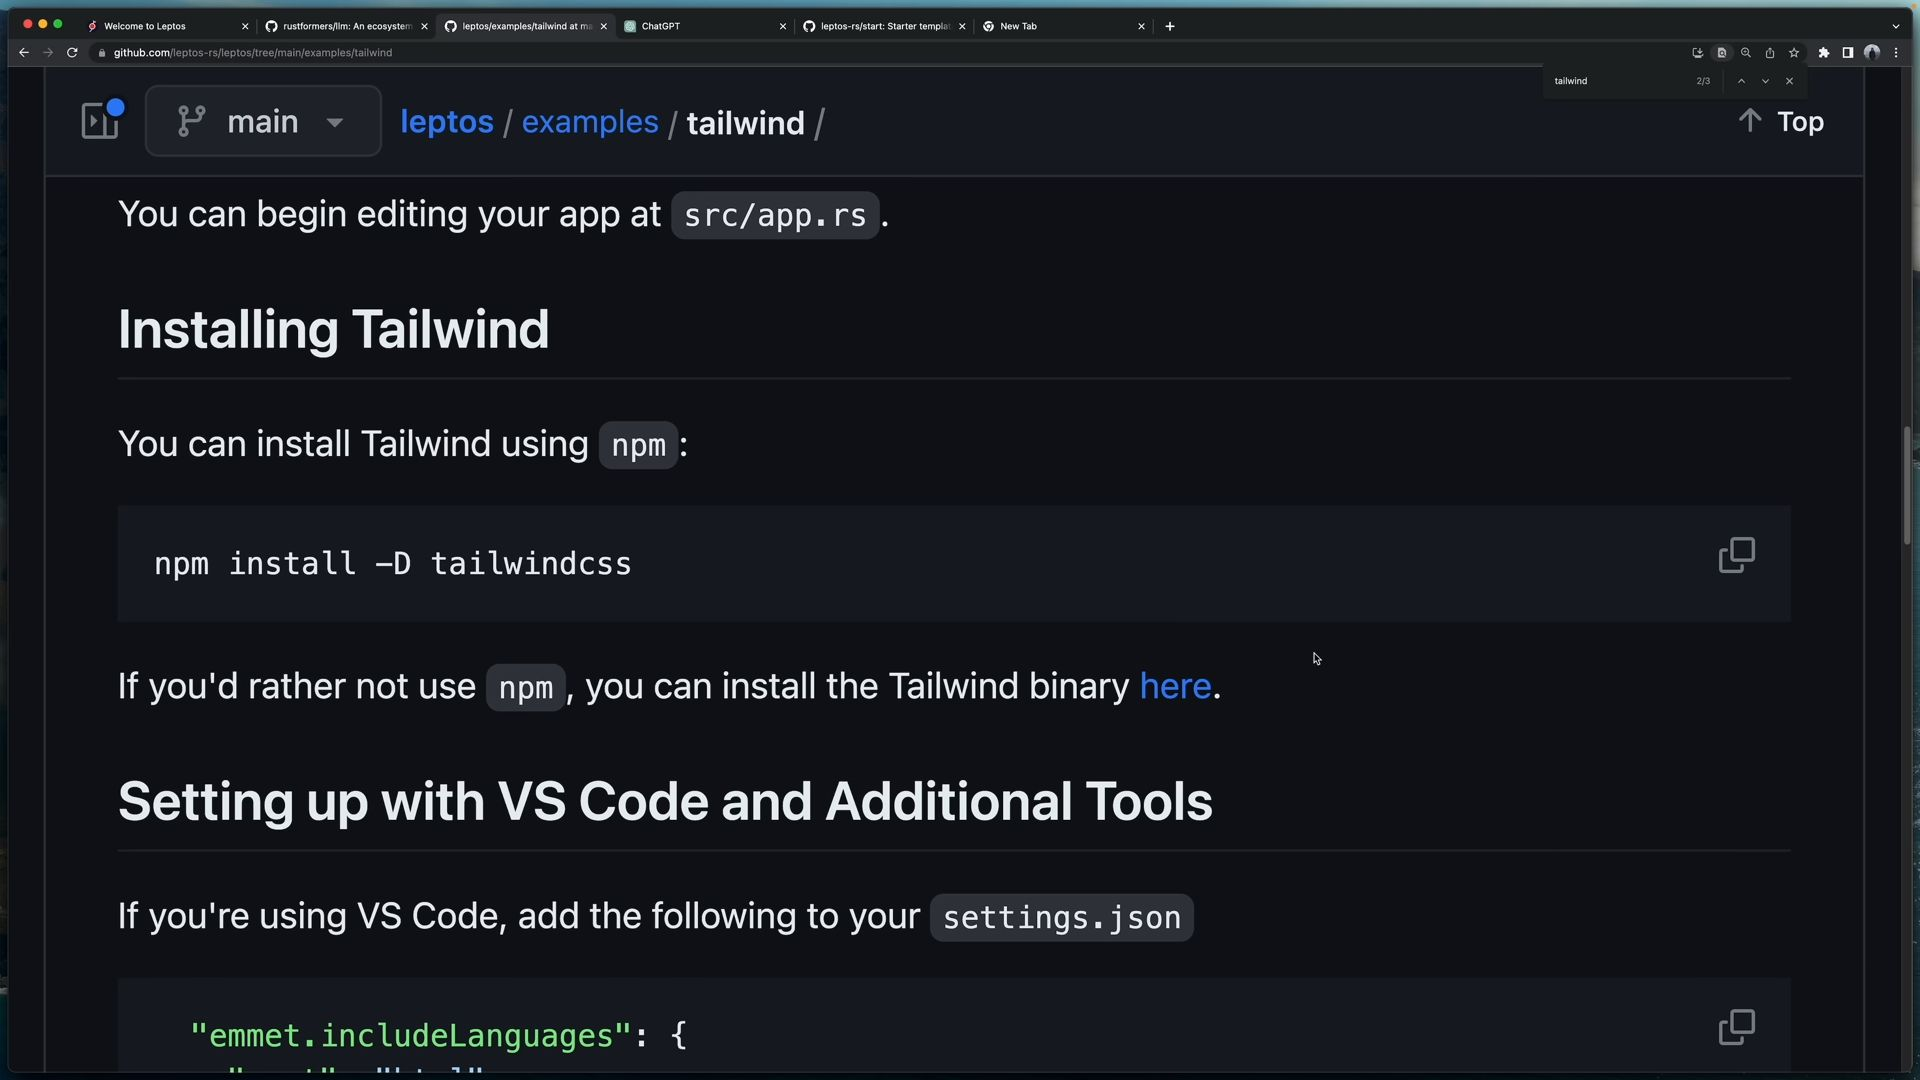 Welcome to Leptos
rustformers/llm: An ecosystem
leptos/examples/tailwind at ma
ChatGPT
leptos-rs/start: Starter templat
New Tab
github.com/leptos-rs/leptos/tree/main/examples/tailwind
tailwind
2/3
main
leptos / examples / tailwind /
Top
You can begin editing your app at src/app.rs.
Installing Tailwind
You can install Tailwind using npm:
npm install -D tailwindcss
If you'd rather not use npm, you can install the Tailwind binary here.
Setting up with VS Code and Additional Tools
If you're using VS Code, add the following to your settings.json
"emmet.includeLanguages": {